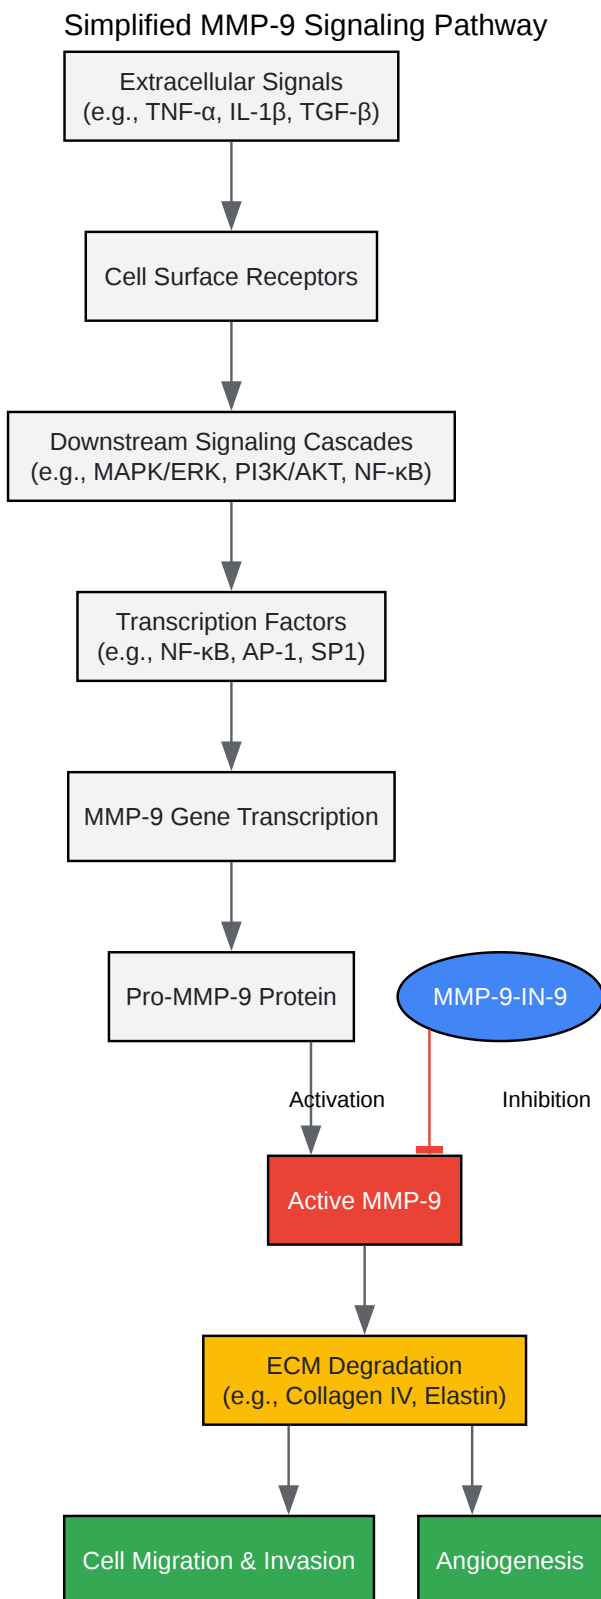 Simplified MMP-9 Signaling Pathway
Extracellular Signals
(e.g., TNF-α, IL-1β, TGF-β)
Cell Surface Receptors
Downstream Signaling Cascades
(e.g., MAPK/ERK, PI3K/AKT, NF-κB)
Transcription Factors
(e.g., NF-κB, AP-1, SP1)
MMP-9 Gene Transcription
Pro-MMP-9 Protein
MMP-9-IN-9
Activation
Inhibition
Active MMP-9
ECM Degradation
(e.g., Collagen IV, Elastin)
Cell Migration & Invasion
Angiogenesis